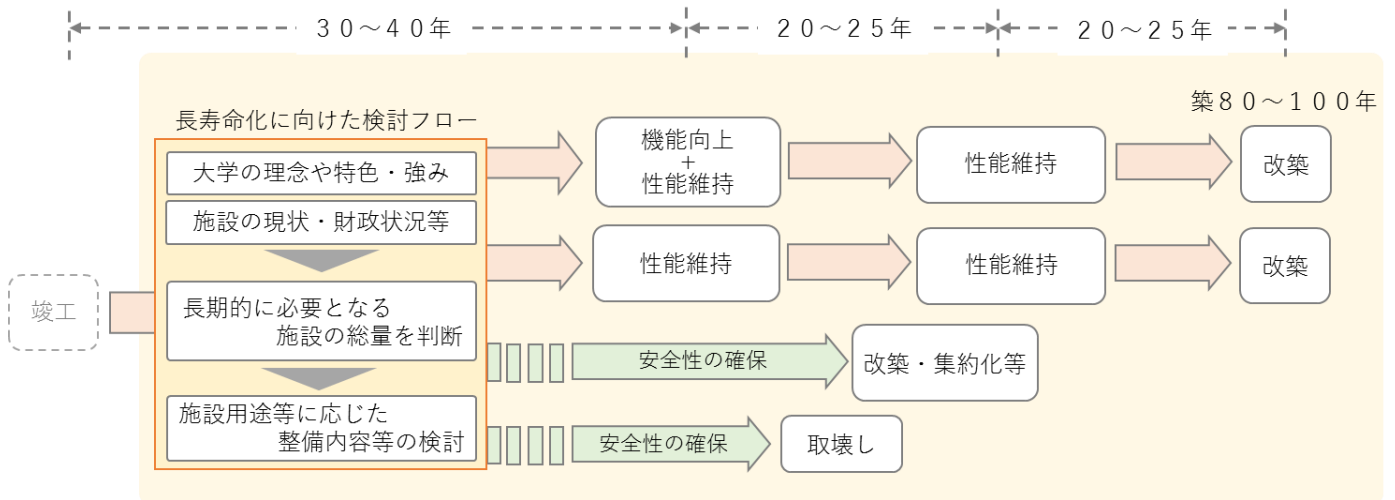 30～40年
20～25年
20～25年
築80～100年
長寿命化に向けた検討フロー
大学の理念や特色・強み
施設の現状・財政状況等
長期的に必要となる
施設の総量を判断
施設用途等に応じた
整備内容等の検討
竣工
機能向上
+
性能維持
性能維持
改築
性能維持
性能維持
改築
安全性の確保
改築・集約化等
安全性の確保
取壊し